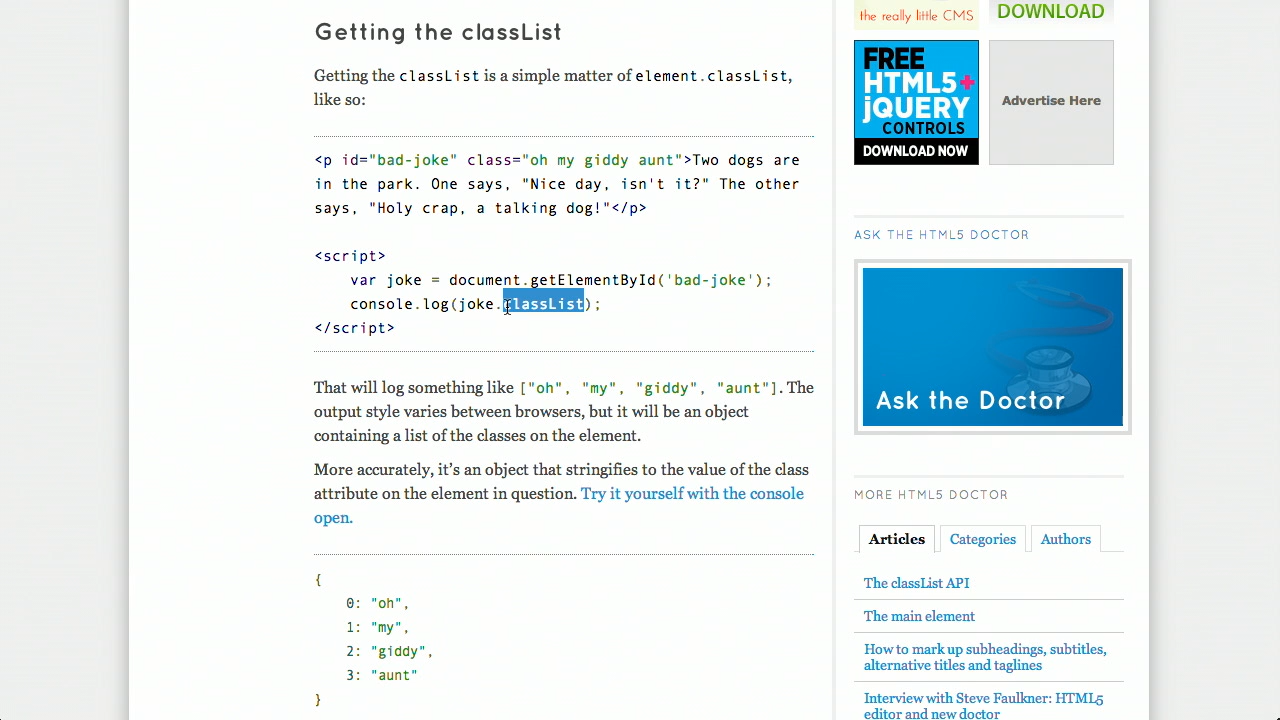 Getting the classList
Getting the classList is a simple matter of element.classList,
like so:
<p id="bad-joke" class="oh my giddy aunt">Two dogs are
in the park. One says, "Nice day, isn't it?" The other
says, "Holy crap, a talking dog!"</p>
<script>
var joke = document.getElementById('bad-joke');
console.log(joke.classList);
</script>
That will log something like ["oh", "my", "giddy", "aunt"]. The
output style varies between browsers, but it will be an object
containing a list of the classes on the element.
More accurately, it's an object that stringifies to the value of the class
attribute on the element in question. Try it yourself with the console
open.
{
0: "oh",
1: "my",
2: "giddy",
3: "aunt"
}
the really little CMS
DOWNLOAD
FREE
HTML5+
jQUERY
CONTROLS
DOWNLOAD NOW
Advertise Here
ASK THE HTML5 DOCTOR
Ask the Doctor
MORE HTML5 DOCTOR
Articles
Categories
Authors
The classList API
The main element
How to mark up subheadings, subtitles,
alternative titles and taglines
Interview with Steve Faulkner: HTML5
editor and new doctor